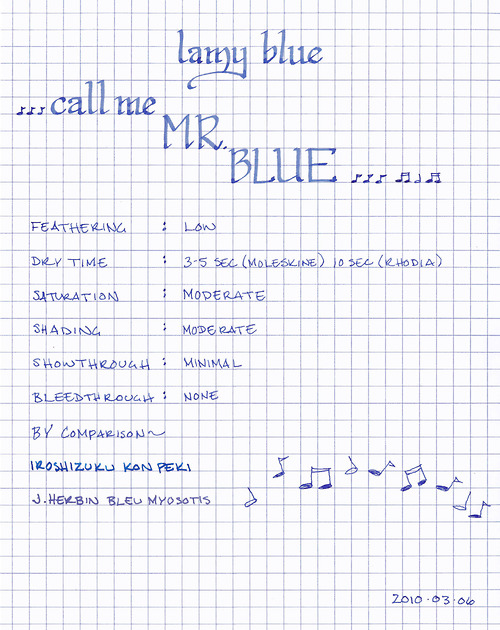 lamy blue
call me
MR.
BLUE
FEATHERING : LOW
DRY TIME : 3-5 SEC (MOLESKINE) 10 SEC (RHODIA)
SATURATION : MODERATE
SHADING : MODERATE
SHOWTHROUGH : MINIMAL
BLEEDTHROUGH : NONE
BY COMPARISON~
IROSHIZUKU KON PEKI
J. HERBIN BLEU MYOSOTIS
2010·03·06